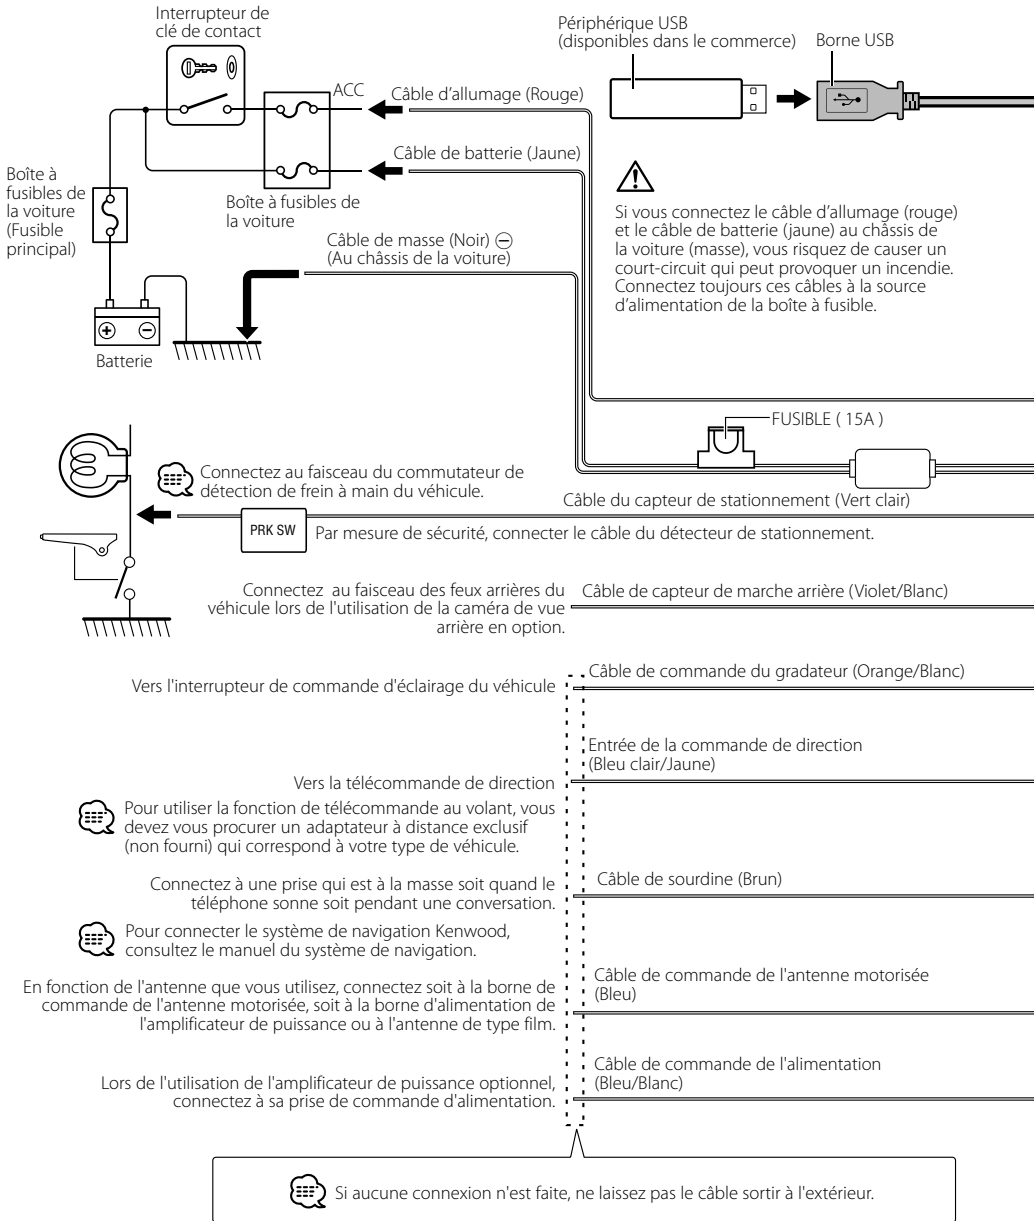 Interrupteur de
clé de contact
ACC
Câble d'allumage (Rouge)
Périphérique USB
(disponibles dans le commerce)
Borne USB
Câble de batterie (Jaune)
Boîte à
fusibles de
la voiture
(Fusible
principal)
Boîte à fusibles de
la voiture
Câble de masse (Noir) ⊖
(Au châssis de la voiture)
Si vous connectez le câble d'allumage (rouge)
et le câble de batterie (jaune) au châssis de
la voiture (masse), vous risquez de causer un
court-circuit qui peut provoquer un incendie.
Connectez toujours ces câbles à la source
d'alimentation de la boîte à fusible.
Batterie
FUSIBLE ( 15A )
Connectez au faisceau du commutateur de
détection de frein à main du véhicule.
Câble du capteur de stationnement (Vert clair)
PRK SW
Par mesure de sécurité, connecter le câble du détecteur de stationnement.
Connectez au faisceau des feux arrières du
véhicule lors de l'utilisation de la caméra de vue
arrière en option.
Câble de capteur de marche arrière (Violet/Blanc)
Vers l'interrupteur de commande d'éclairage du véhicule
Câble de commande du gradateur (Orange/Blanc)
Entrée de la commande de direction
(Bleu clair/Jaune)
Vers la télécommande de direction
Pour utiliser la fonction de télécommande au volant, vous
devez vous procurer un adaptateur à distance exclusif
(non fourni) qui correspond à votre type de véhicule.
Connectez à une prise qui est à la masse soit quand le
téléphone sonne soit pendant une conversation.
Câble de sourdine (Brun)
Pour connecter le système de navigation Kenwood,
consultez le manuel du système de navigation.
En fonction de l'antenne que vous utilisez, connectez soit à la borne de
commande de l'antenne motorisée, soit à la borne d'alimentation de
l'amplificateur de puissance ou à l'antenne de type film.
Câble de commande de l'antenne motorisée
(Bleu)
Lors de l'utilisation de l'amplificateur de puissance optionnel,
connectez à sa prise de commande d'alimentation.
Câble de commande de l'alimentation
(Bleu/Blanc)
Si aucune connexion n'est faite, ne laissez pas le câble sortir à l'extérieur.